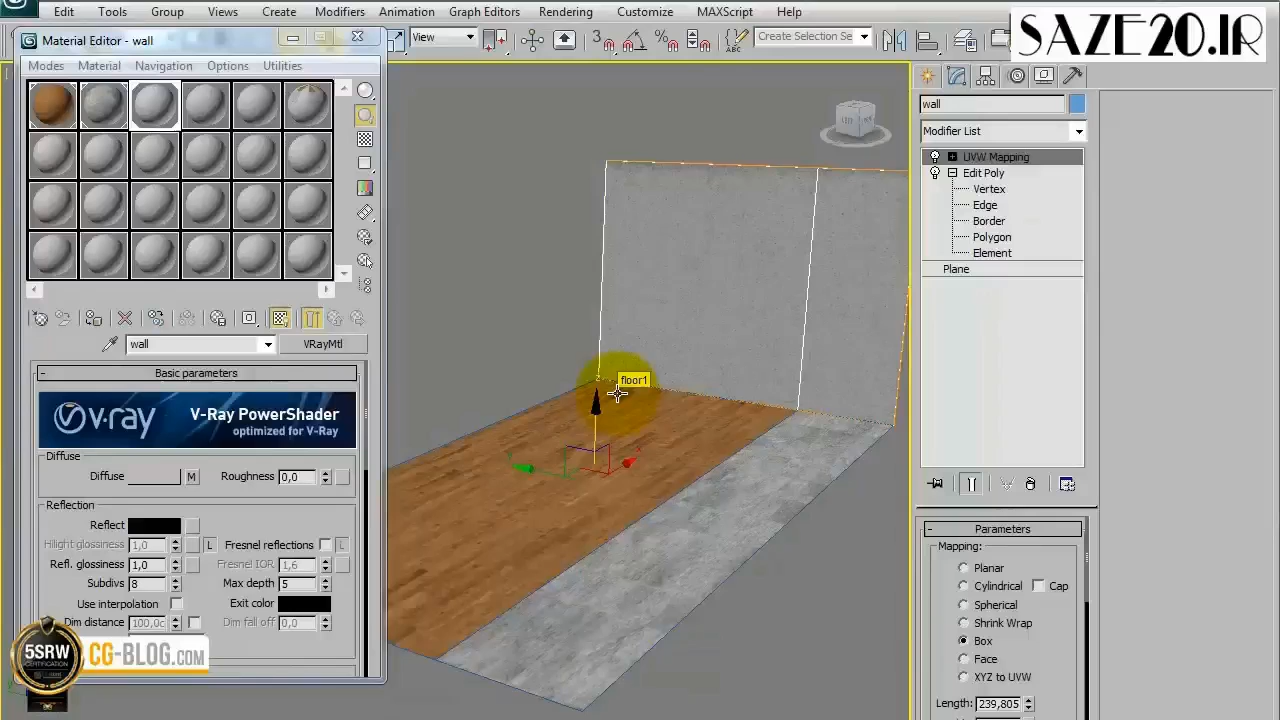 Edit Tools Group Views Create Modifiers Animation Graph Editors Rendering Customize MAXScript Help
SAZE20.IR
Material Editor - wall
View
Create Selection Se
Modes Material Navigation Options Utilities
wall
Modifier List
UVW Mapping
Edit Poly
Vertex
Edge
Border
Polygon
Element
Plane
floor1
wall
VRayMtl
- Basic parameters
v·ray
V-Ray PowerShader
optimized for V-Ray
Diffuse
Diffuse M Roughness 0,0
Reflection
Reflect
Hilight glossiness 1,0 L Fresnel reflections L
Refl. glossiness 1,0 Fresnel IOR 1,6
Subdivs 8 Max depth 5
Use interpolation Exit color
Dim distance 100,0c Dim fall off 0,0
- Parameters
Mapping:
Planar
Cylindrical Cap
Spherical
Shrink Wrap
Box
Face
XYZ to UVW
Length: 239,805
5SRW
CERTIFICATION
CG-BLOG.COM